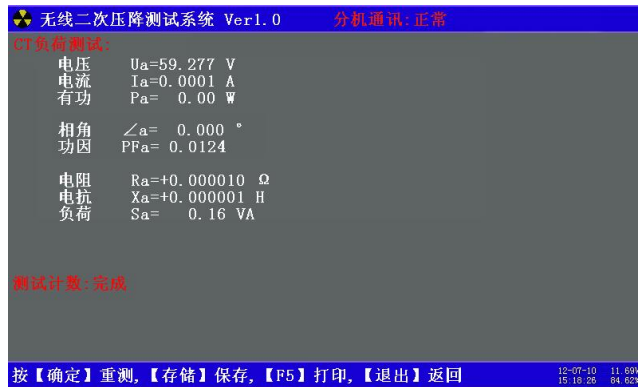 无线二次压降测试系统 Ver1.0 分机通讯:正常
CT负荷测试:
电压 Ua=59.277 V
电流 Ia=0.0001 A
有功 Pa= 0.00 W
相角 ∠a= 0.000 °
功因 PFa= 0.0124
电阻 Ra=+0.000010 Ω
电抗 Xa=+0.000001 H
负荷 Sa= 0.16 VA
测试计数:完成
按【确定】重测,【存储】保存,【F5】打印,【退出】返回
12-07-10 11.69%
15:18:26 84.62%